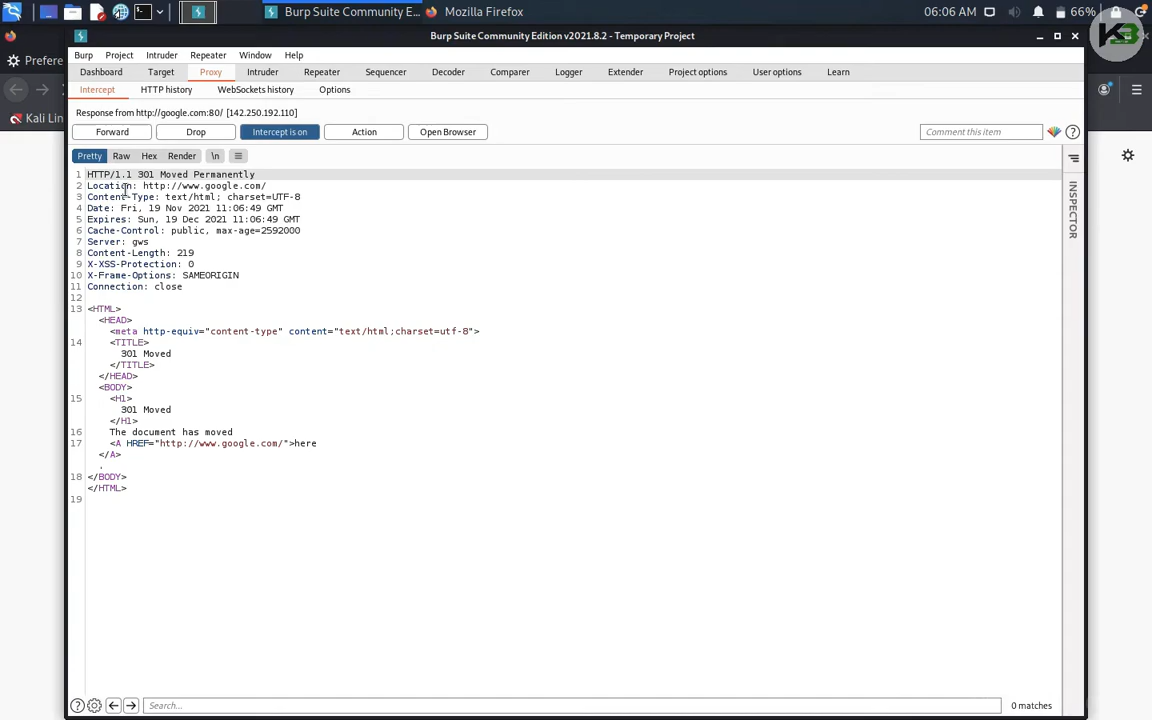 Burp Suite Community E...
Mozilla Firefox
06:06 AM
66%
Burp Suite Community Edition v2021.8.2 - Temporary Project
Prefere
Kali Lin
Burp Project Intruder Repeater Window Help
Dashboard Target Proxy Intruder Repeater Sequencer Decoder Comparer Logger Extender Project options User options Learn
Intercept HTTP history WebSockets history Options
Response from http://google.com:80/ [142.250.192.110]
Forward Drop Intercept is on Action Open Browser Comment this item
Pretty Raw Hex Render \n
1 HTTP/1.1 301 Moved Permanently
2 Location: http://www.google.com/
3 Content-Type: text/html; charset=UTF-8
4 Date: Fri, 19 Nov 2021 11:06:49 GMT
5 Expires: Sun, 19 Dec 2021 11:06:49 GMT
6 Cache-Control: public, max-age=2592000
7 Server: gws
8 Content-Length: 219
9 X-XSS-Protection: 0
10 X-Frame-Options: SAMEORIGIN
11 Connection: close
12
13 <HTML>
<HEAD>
<meta http-equiv="content-type" content="text/html;charset=utf-8">
14 <TITLE>
301 Moved
</TITLE>
</HEAD>
<BODY>
15 <H1>
301 Moved
</H1>
16 The document has moved
17 <A HREF="http://www.google.com/">here
</A>
.
18 </BODY>
</HTML>
19
INSPECTOR
Search...
0 matches